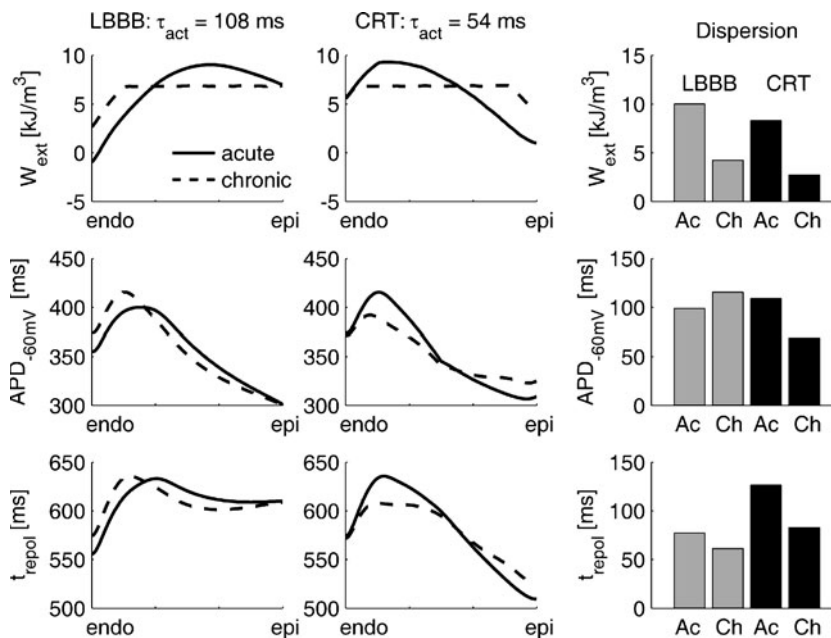 LBBB: τact = 108 ms
CRT: τact = 54 ms
Dispersion
Wext [kJ/m³]
10
5
0
-5
endo
epi
acute
chronic
10
5
0
-5
endo
epi
Wext [kJ/m³]
15
10
5
0
LBBB
CRT
Ac
Ch
Ac
Ch
APD-60mV [ms]
450
400
350
300
endo
epi
450
400
350
300
endo
epi
APD-60mV [ms]
150
100
50
0
Ac
Ch
Ac
Ch
trepol [ms]
650
600
550
500
endo
epi
650
600
550
500
endo
epi
trepol [ms]
150
100
50
0
Ac
Ch
Ac
Ch